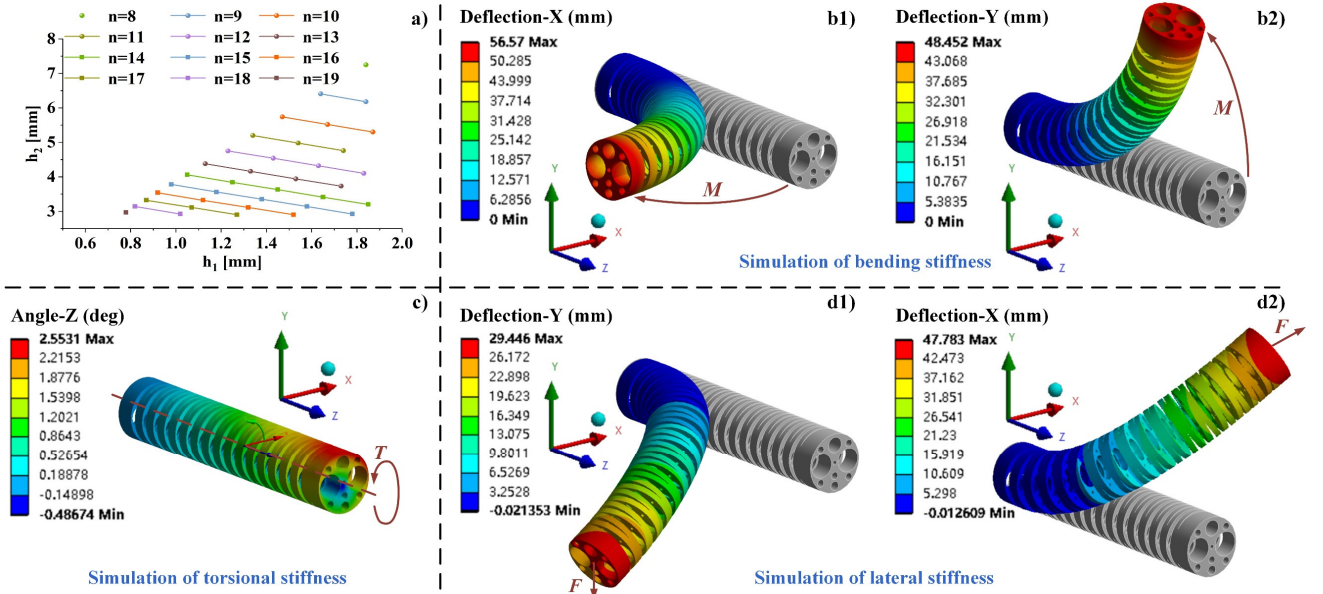 a)
n=8 n=9 n=10
n=11 n=12 n=13
n=14 n=15 n=16
n=17 n=18 n=19
8
7
6
5
4
3
h2 [mm]
0.6 0.8 1.0 1.2 1.4 1.6 1.8 2.0
h1 [mm]
b1)
Deflection-X (mm)
56.57 Max
50.285
43.999
37.714
31.428
25.142
18.857
12.571
6.2856
0 Min
Y
X
Z
M
b2)
Deflection-Y (mm)
48.452 Max
43.068
37.685
32.301
26.918
21.534
16.151
10.767
5.3835
0 Min
Y
X
Z
M
Simulation of bending stiffness
c)
Angle-Z (deg)
2.5531 Max
2.2153
1.8776
1.5398
1.2021
0.8643
0.52654
0.18878
-0.14898
-0.48674 Min
Y
X
Z
T
Simulation of torsional stiffness
d1)
Deflection-Y (mm)
29.446 Max
26.172
22.898
19.623
16.349
13.075
9.8011
6.5269
3.2528
-0.021353 Min
Y
X
Z
F
d2)
Deflection-X (mm)
47.783 Max
42.473
37.162
31.851
26.541
21.23
15.919
10.609
5.298
-0.012609 Min
Y
X
Z
F
Simulation of lateral stiffness